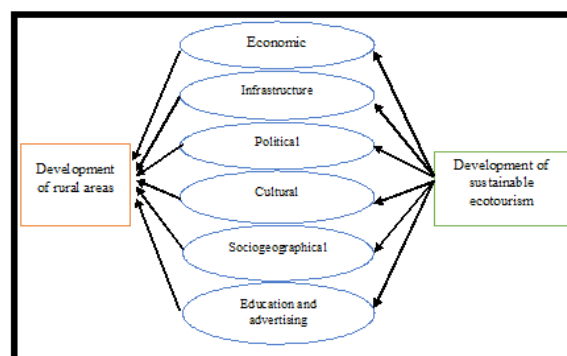 Economic
Infrastructure
Political
Cultural
Sociogeographical
Education and
advertising
Development
of rural areas
Development of
sustainable
ecotourism